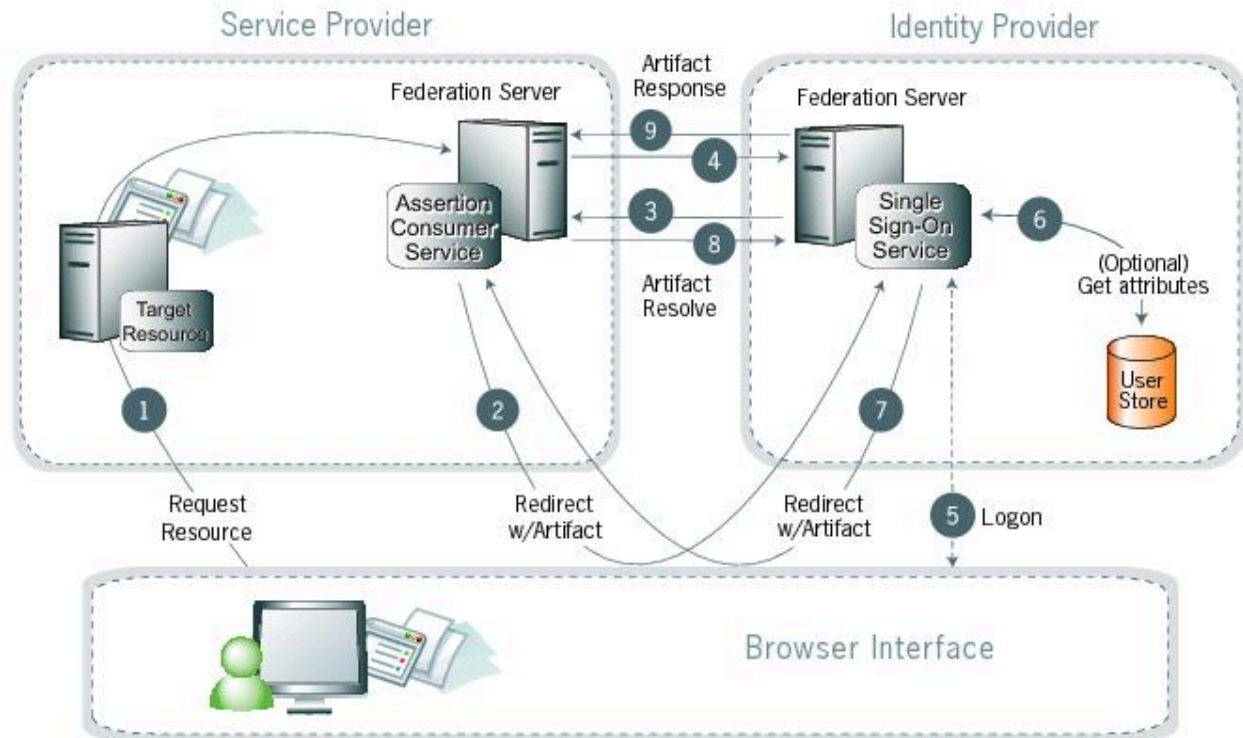 Service Provider
Identity Provider
Artifact
Response
Federation Server
Federation Server
9
4
3
8
Assertion
Consumer
Service
Single
Sign-On
Service
6
(Optional)
Get attributes
Artifact
Resolve
Target
Resource
User
Store
1
2
7
Request
Resource
Redirect
w/Artifact
Redirect
w/Artifact
5
Logon
Browser Interface